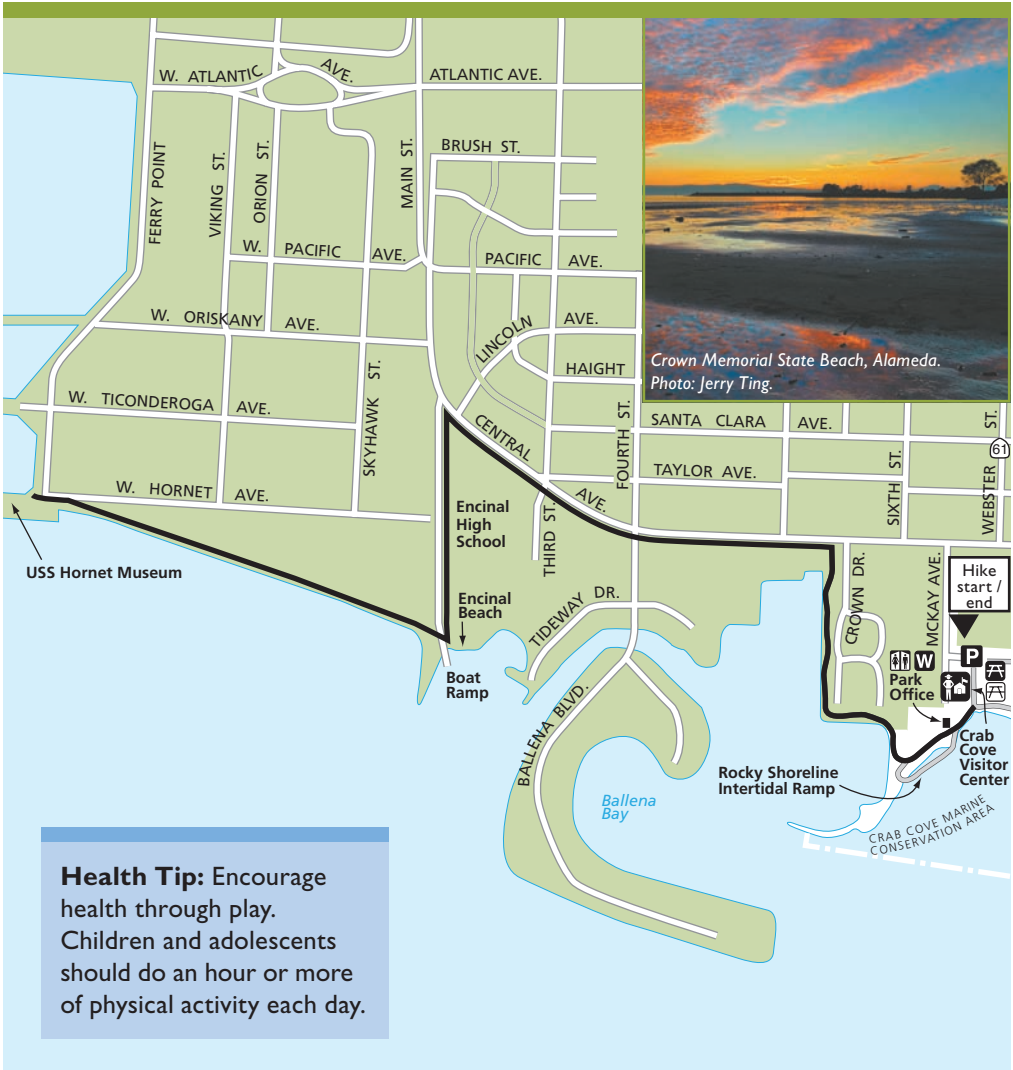 W. ATLANTIC AVE.
ATLANTIC AVE.
BRUSH ST.
FERRY POINT
VIKING ST.
ORION ST.
MAIN ST.
W. PACIFIC AVE.
PACIFIC AVE.
W. ORISKANY AVE.
LINCOLN AVE.
HAIGHT
Crown Memorial State Beach, Alameda.
Photo: Jerry Ting.
W. TICONDEROGA AVE.
SKYHAWK ST.
CENTRAL AVE.
FOURTH ST.
SANTA CLARA AVE.
TAYLOR AVE.
SIXTH ST.
WEBSTER ST.
61
W. HORNET AVE.
Encinal
High
School
THIRD ST.
USS Hornet Museum
Encinal
Beach
TIDEWAY DR.
CROWN DR.
MCKAY AVE.
Hike
start /
end
P
W
Park
Office
Boat
Ramp
BALLENA BLVD.
Crab
Cove
Visitor
Center
Rocky Shoreline
Intertidal Ramp
Ballena
Bay
CRAB COVE MARINE
CONSERVATION AREA
Health Tip: Encourage
health through play.
Children and adolescents
should do an hour or more
of physical activity each day.